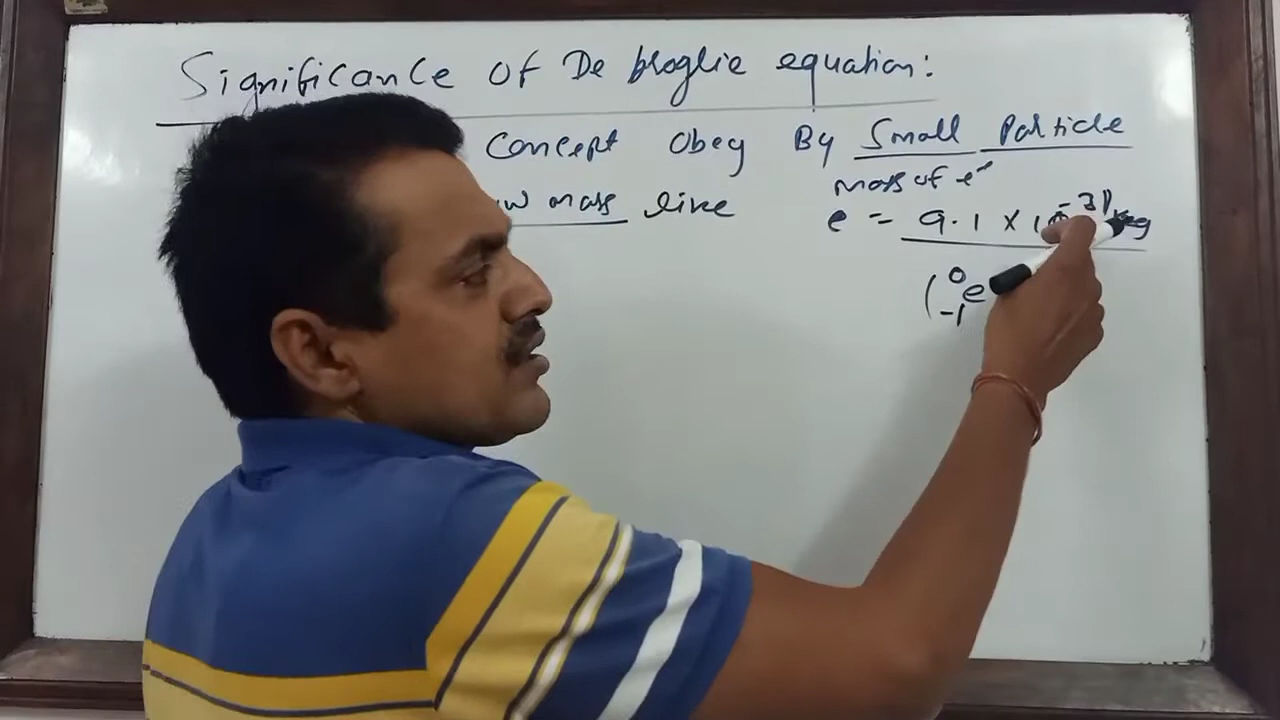 Significance of De broglie equation:
Concept Obey By Small Particle
mass like
mass of e⁻
e = 9.1 × 10⁻³¹ kg
( ⁰₋₁e